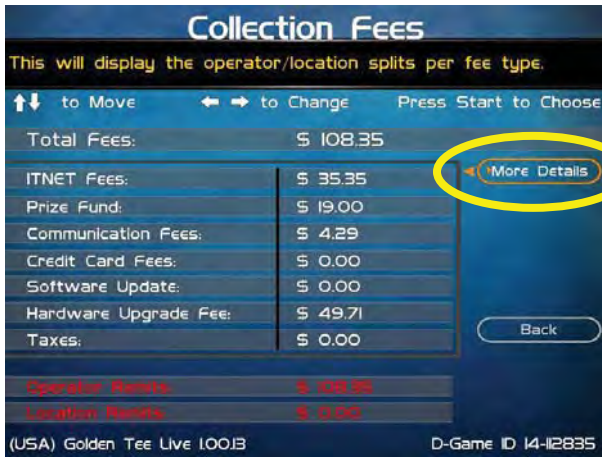 Collection Fees
This will display the operator/location splits per fee type.
to Move to Change Press Start to Choose
Total Fees: $ 108.35
More Details
ITNET Fees: $ 35.35
Prize Fund: $ 19.00
Communication Fees: $ 4.29
Credit Card Fees: $ 0.00
Software Update: $ 0.00
Hardware Upgrade Fee: $ 49.71
Taxes: $ 0.00
Back
Operator Remits: $ 108.35
Location Remits: $ 0.00
(USA) Golden Tee Live 1.00.13 D-Game ID 14-112835